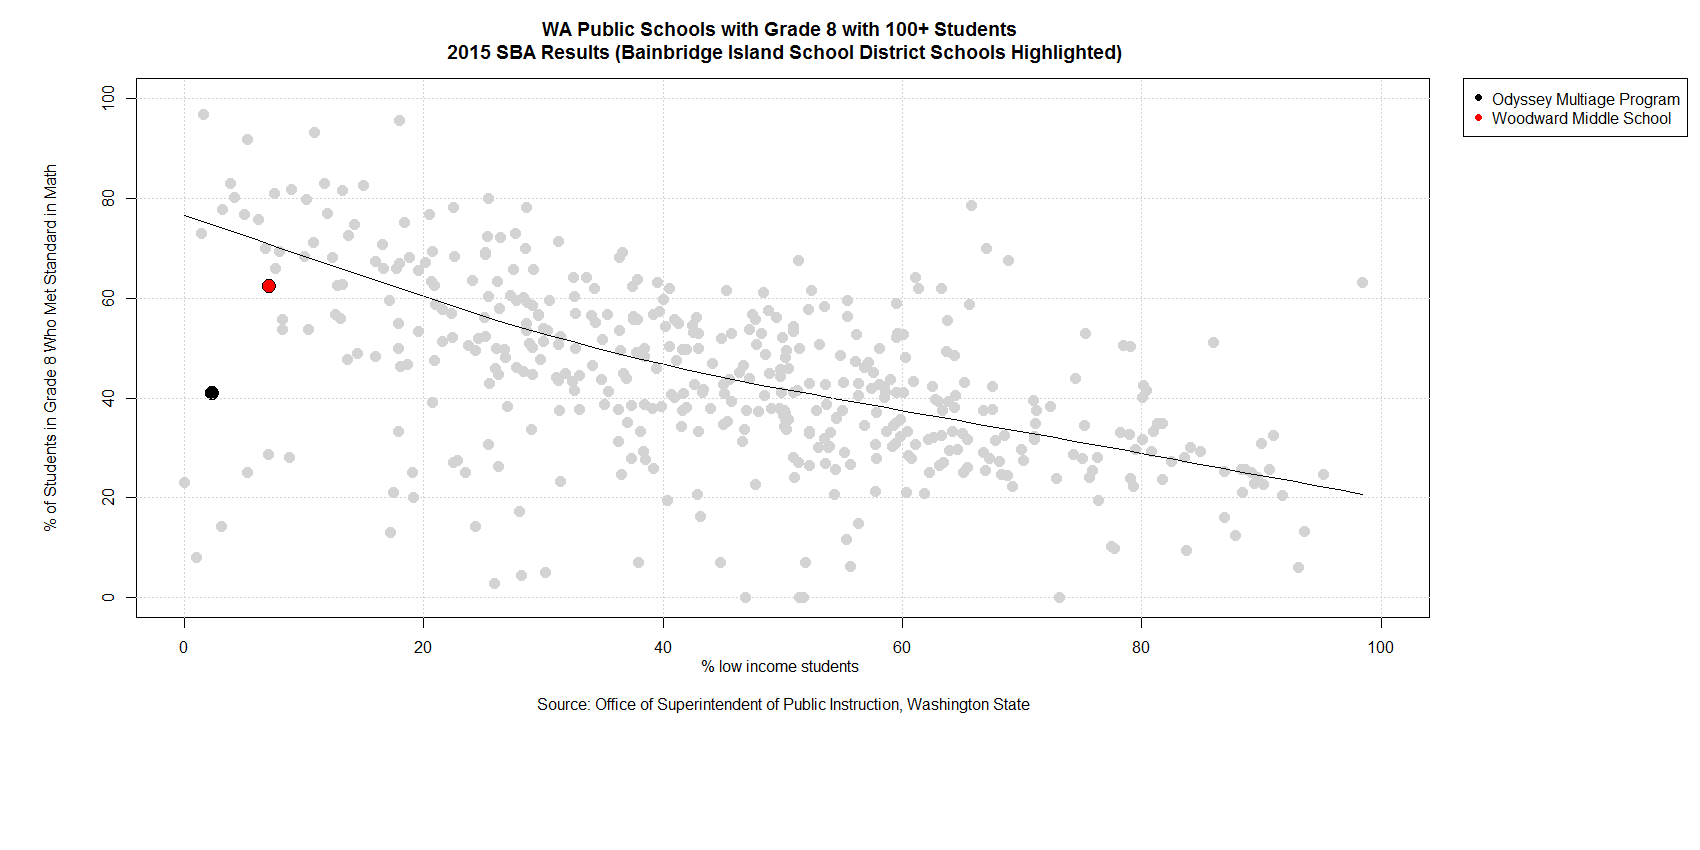 WA Public Schools with Grade 8 with 100+ Students
2015 SBA Results (Bainbridge Island School District Schools Highlighted)
Odyssey Multiage Program
Woodward Middle School
% of Students in Grade 8 Who Met Standard in Math
100
80
60
40
20
0
0 20 40 60 80 100
% low income students
Source: Office of Superintendent of Public Instruction, Washington State